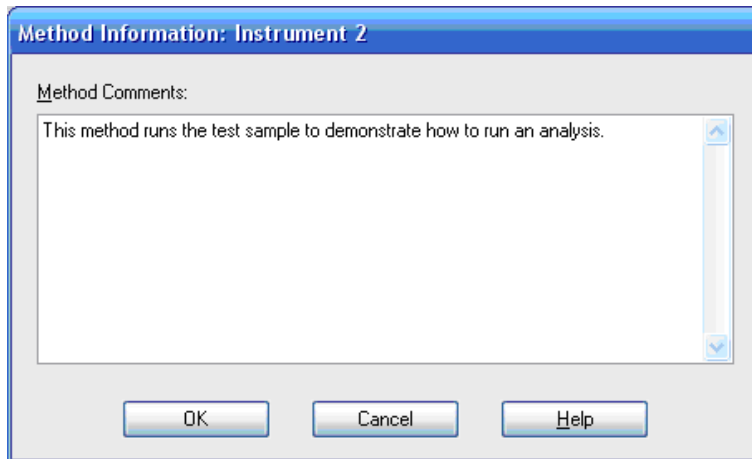 Method Information: Instrument 2
Method Comments:
This method runs the test sample to demonstrate how to run an analysis.
OK Cancel Help